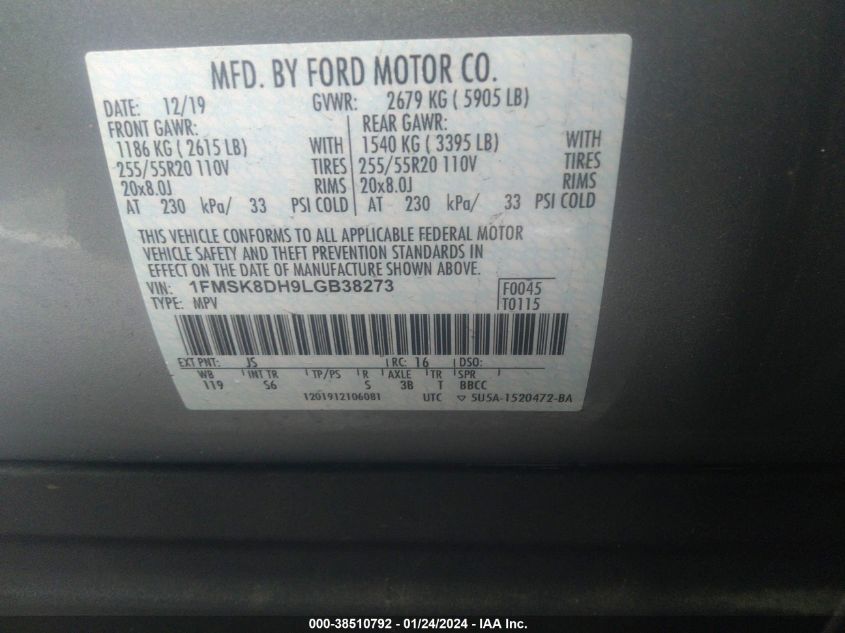 MFD. BY FORD MOTOR CO.
DATE: 12/19 GVWR: 2679 KG ( 5905 LB)
FRONT GAWR: REAR GAWR:
1186 KG ( 2615 LB) WITH 1540 KG ( 3395 LB) WITH
255/55R20 110V TIRES 255/55R20 110V TIRES
20x8.0J RIMS 20x8.0J RIMS
AT 230 kPa/ 33 PSI COLD AT 230 kPa/ 33 PSI COLD
THIS VEHICLE CONFORMS TO ALL APPLICABLE FEDERAL MOTOR
VEHICLE SAFETY AND THEFT PREVENTION STANDARDS IN
EFFECT ON THE DATE OF MANUFACTURE SHOWN ABOVE.
VIN: 1FMSK8DH9LGB38273 F0045
TYPE: MPV T0115
EXT PNT: JS RC: 16 DSO:
WB INT TR TP/PS R AXLE TR SPR
119 S6 S 3B T BBCC
1201912106081 UTC ▽ 5U5A-1520472-BA
000-38510792 - 01/24/2024 - IAA Inc.